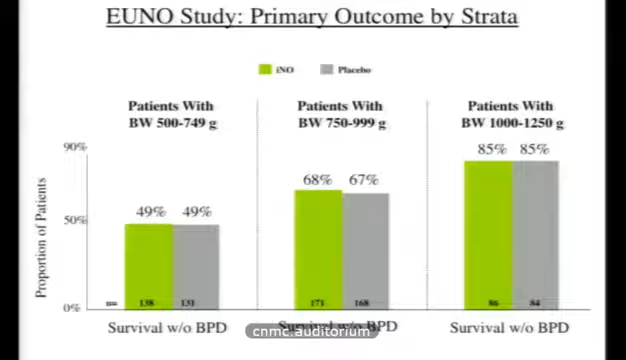 EUNO Study: Primary Outcome by Strata
iNO Placebo
Patients With
BW 500-749 g
Patients With
BW 750-999 g
Patients With
BW 1000-1250 g
Proportion of Patients
90%
50%
0%
49% 49%
68% 67%
85% 85%
138 131
171 168
86 84
Survival w/o BPD
Survival w/o BPD
Survival w/o BPD
cnmc.auditorium